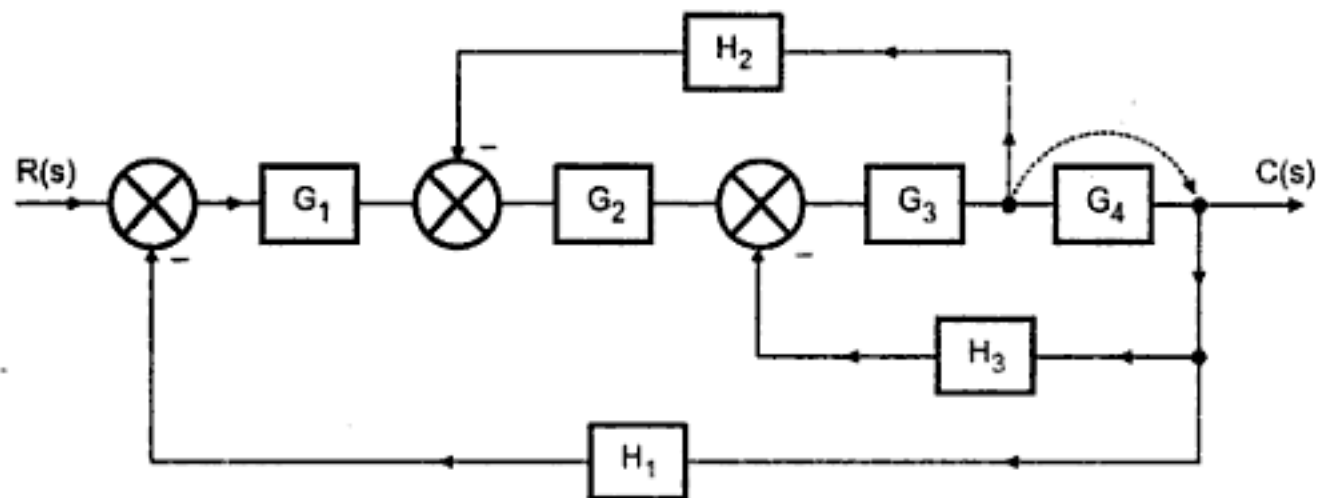 H₂
R(s) G₁ G₂ G₃ G₄ C(s)
− − −
H₃
H₁